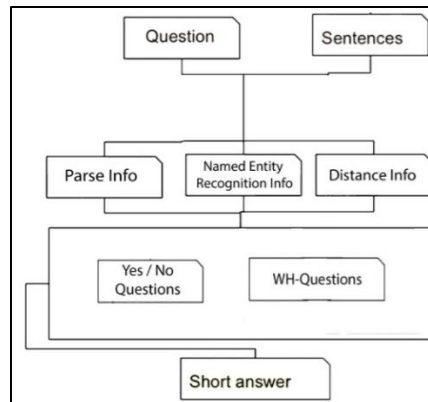 Question
Sentences
Parse Info
Named Entity
Recognition Info
Distance Info
Yes / No
Questions
WH-Questions
Short answer